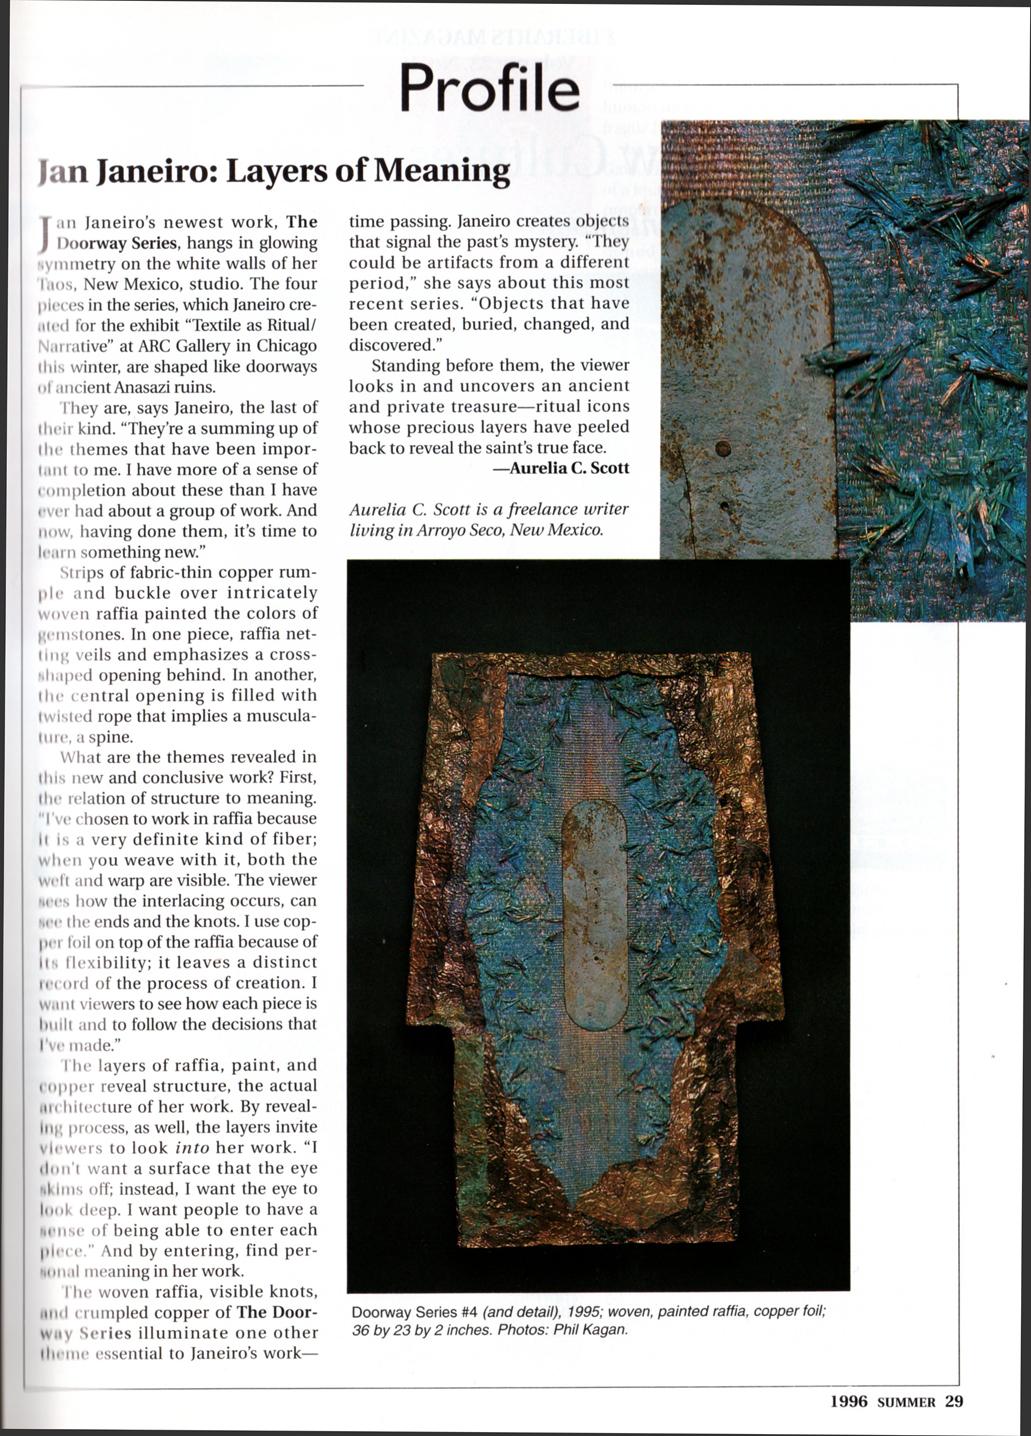 Profile
Jan Janeiro: Layers of Meaning
Jan Janeiro's newest work, The
Doorway Series, hangs in glowing
symmetry on the white walls of her
Taos, New Mexico, studio. The four
pieces in the series, which Janeiro cre-
ated for the exhibit “Textile as Ritual/
Narrative” at ARC Gallery in Chicago
this winter, are shaped like doorways
of ancient Anasazi ruins.
They are, says Janeiro, the last of
their kind. “They're a summing up of
the themes that have been impor-
tant to me. I have more of a sense of
completion about these than I have
ever had about a group of work. And
now, having done them, it's time to
learn something new.”
Strips of fabric-thin copper rum-
ple and buckle over intricately
woven raffia painted the colors of
gemstones. In one piece, raffia net-
ting veils and emphasizes a cross-
shaped opening behind. In another,
the central opening is filled with
twisted rope that implies a muscula-
ture, a spine.
What are the themes revealed in
this new and conclusive work? First,
the relation of structure to meaning.
“I've chosen to work in raffia because
it is a very definite kind of fiber;
when you weave with it, both the
weft and warp are visible. The viewer
sees how the interlacing occurs, can
see the ends and the knots. I use cop-
per foil on top of the raffia because of
its flexibility; it leaves a distinct
record of the process of creation. I
want viewers to see how each piece is
built and to follow the decisions that
I've made.”
The layers of raffia, paint, and
copper reveal structure, the actual
architecture of her work. By reveal-
ing process, as well, the layers invite
viewers to look into her work. “I
don't want a surface that the eye
skims off; instead, I want the eye to
look deep. I want people to have a
sense of being able to enter each
piece.” And by entering, find per-
sonal meaning in her work.
The woven raffia, visible knots,
and crumpled copper of The Door-
way Series illuminate one other
theme essential to Janeiro's work—
time passing. Janeiro creates objects
that signal the past's mystery. “They
could be artifacts from a different
period,” she says about this most
recent series. “Objects that have
been created, buried, changed, and
discovered.”
Standing before them, the viewer
looks in and uncovers an ancient
and private treasure—ritual icons
whose precious layers have peeled
back to reveal the saint's true face.
—Aurelia C. Scott
Aurelia C. Scott is a freelance writer
living in Arroyo Seco, New Mexico.
Doorway Series #4 (and detail), 1995; woven, painted raffia, copper foil;
36 by 23 by 2 inches. Photos: Phil Kagan.
1996 SUMMER 29